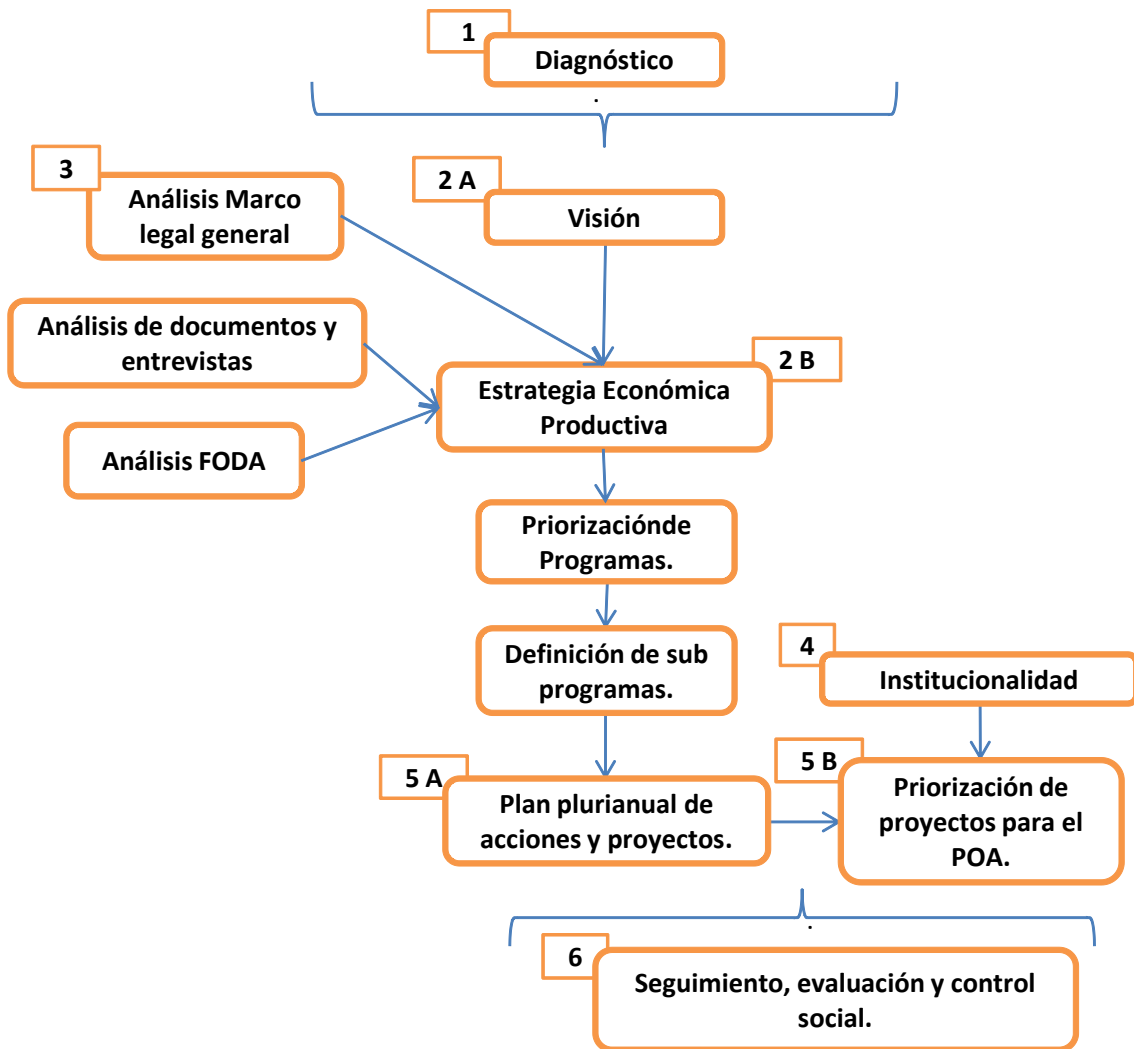 1
Diagnóstico
.
3
Análisis Marco
legal general
2 A
Visión
Análisis de documentos y
entrevistas
2 B
Estrategia Económica
Productiva
Análisis FODA
Priorizaciónde
Programas.
Definición de sub
programas.
4
Institucionalidad
5 A
Plan plurianual de
acciones y proyectos.
5 B
Priorización de
proyectos para el
POA.
.
6
Seguimiento, evaluación y control
social.